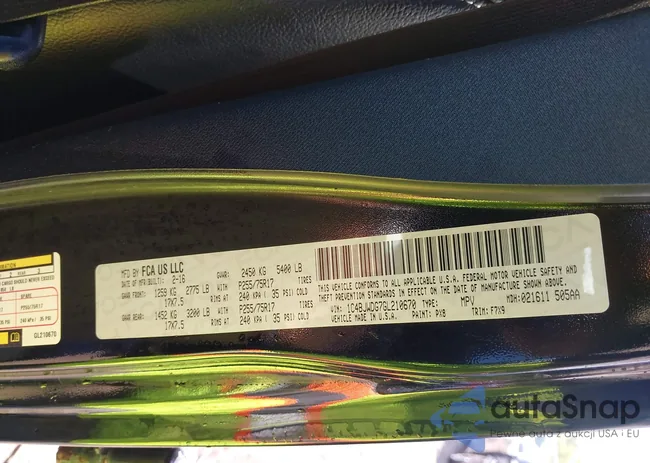 MFD BY FCA US LLC
DATE OF MFR(BUILT): 2-16 GVWR: 2450 KG 5400 LB
GAWR FRONT: 1259 KG 2775 LB WITH P255/75R17 TIRES
17X7.5 RIMS AT 240 KPA( 35 PSI) COLD
GAWR REAR: 1452 KG 3200 LB WITH P255/75R17 TIRES
17X7.5 RIMS AT 240 KPA( 35 PSI) COLD
THIS VEHICLE CONFORMS TO ALL APPLICABLE U.S.A. FEDERAL MOTOR VEHICLE SAFETY AND
THEFT PREVENTION STANDARDS IN EFFECT ON THE DATE OF MANUFACTURE SHOWN ABOVE.
VIN: 1C4BJWDG7GL210670 TYPE: MPV MDH: 021611 505AA
VEHICLE MADE IN U.S.A. PAINT: PX8 TRIM: F7X9
GL210670
autaSnap
Pewne auta z aukcji USA i EU